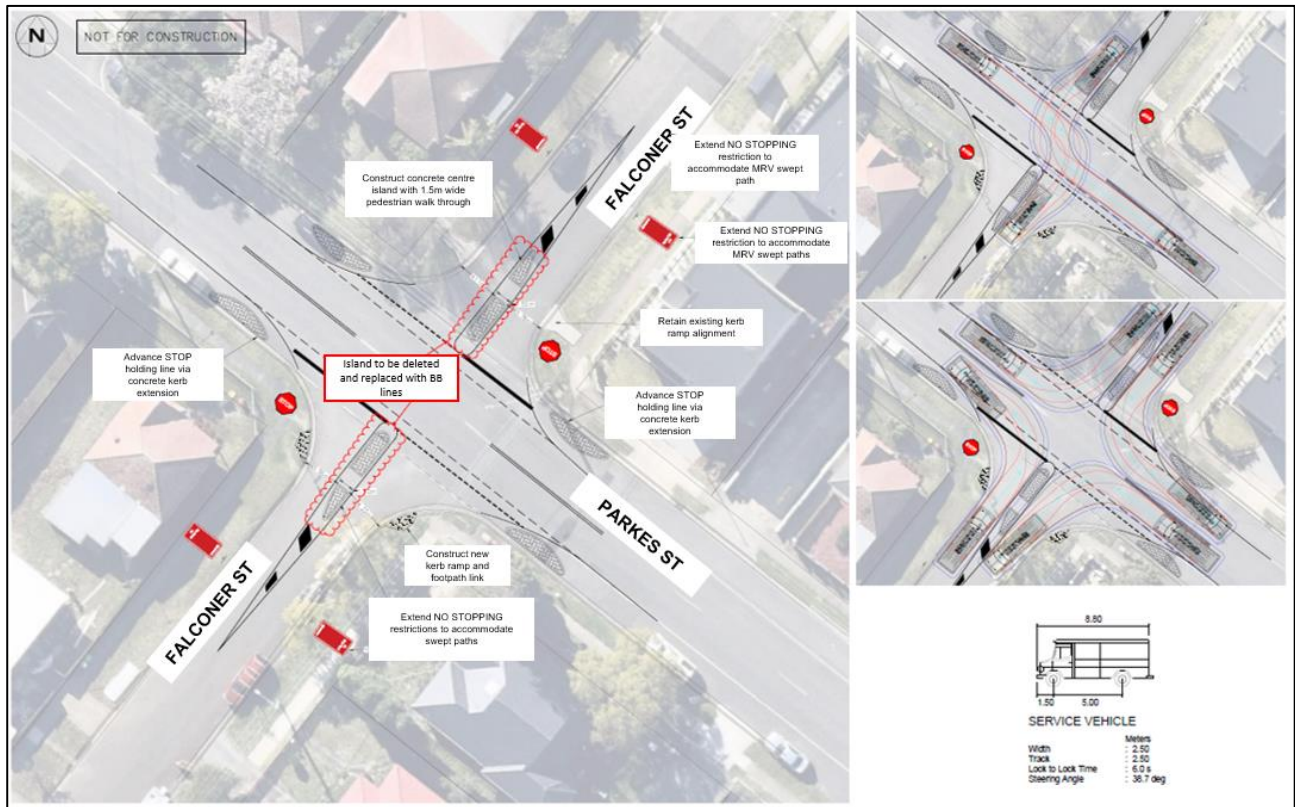 N
NOT FOR CONSTRUCTION
FALCONER ST
Extend NO STOPPING
restriction to
accommodate MRV swept
path
Construct concrete centre
island with 1.5m wide
pedestrian walk through
Extend NO STOPPING
restriction to accommodate
MRV swept paths
Retain existing kerb
ramp alignment
Advance STOP
holding line via
concrete kerb
extension
Island to be deleted
and replaced with BB
lines
STOP
STOP
Advance STOP
holding line via
concrete kerb
extension
PARKES ST
Construct new
kerb ramp and
footpath link
FALCONER ST
Extend NO STOPPING
restrictions to accommodate
swept paths
8.80
1.50
5.00
SERVICE VEHICLE
Meters
Width : 2.50
Track : 2.50
Lock to Lock Time : 6.0 s
Steering Angle : 38.7 deg